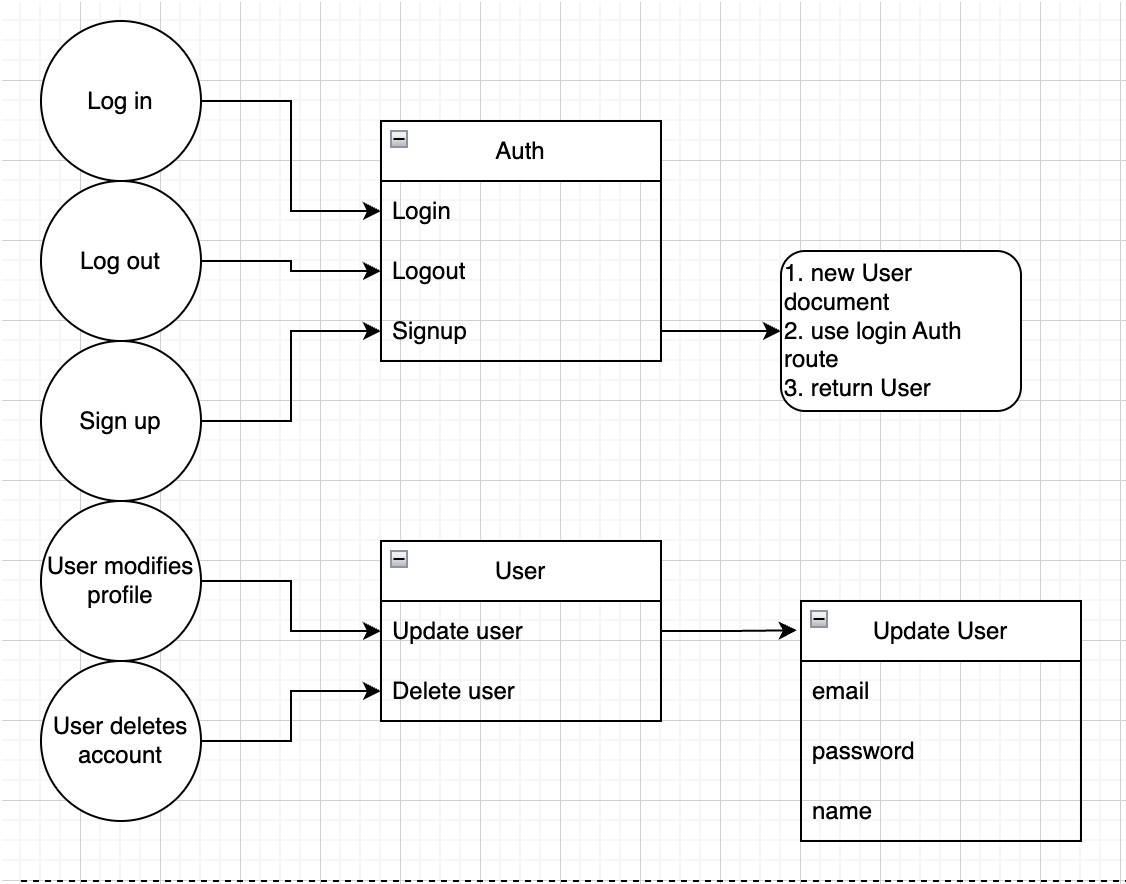 Log in
Log out
Sign up
User modifies
profile
User deletes
account
Auth
Login
Logout
Signup
1. new User
document
2. use login Auth
route
3. return User
User
Update user
Delete user
Update User
email
password
name